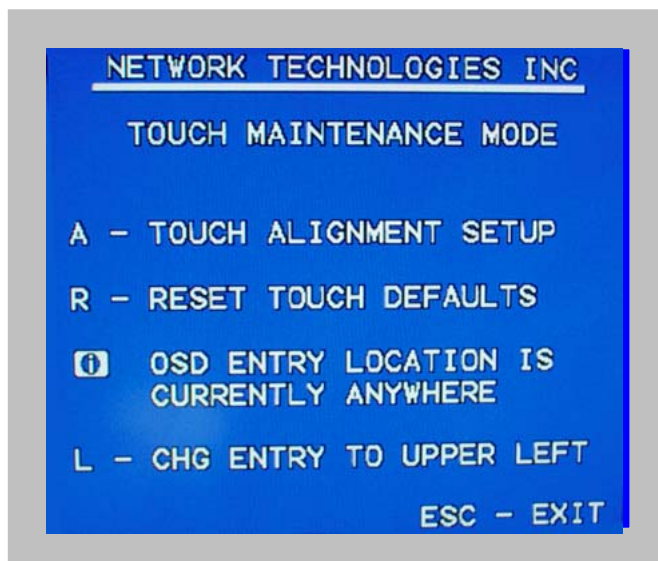 NETWORK TECHNOLOGIES INC
TOUCH MAINTENANCE MODE
A – TOUCH ALIGNMENT SETUP
R – RESET TOUCH DEFAULTS
OSD ENTRY LOCATION IS
CURRENTLY ANYWHERE
L – CHG ENTRY TO UPPER LEFT
ESC – EXIT